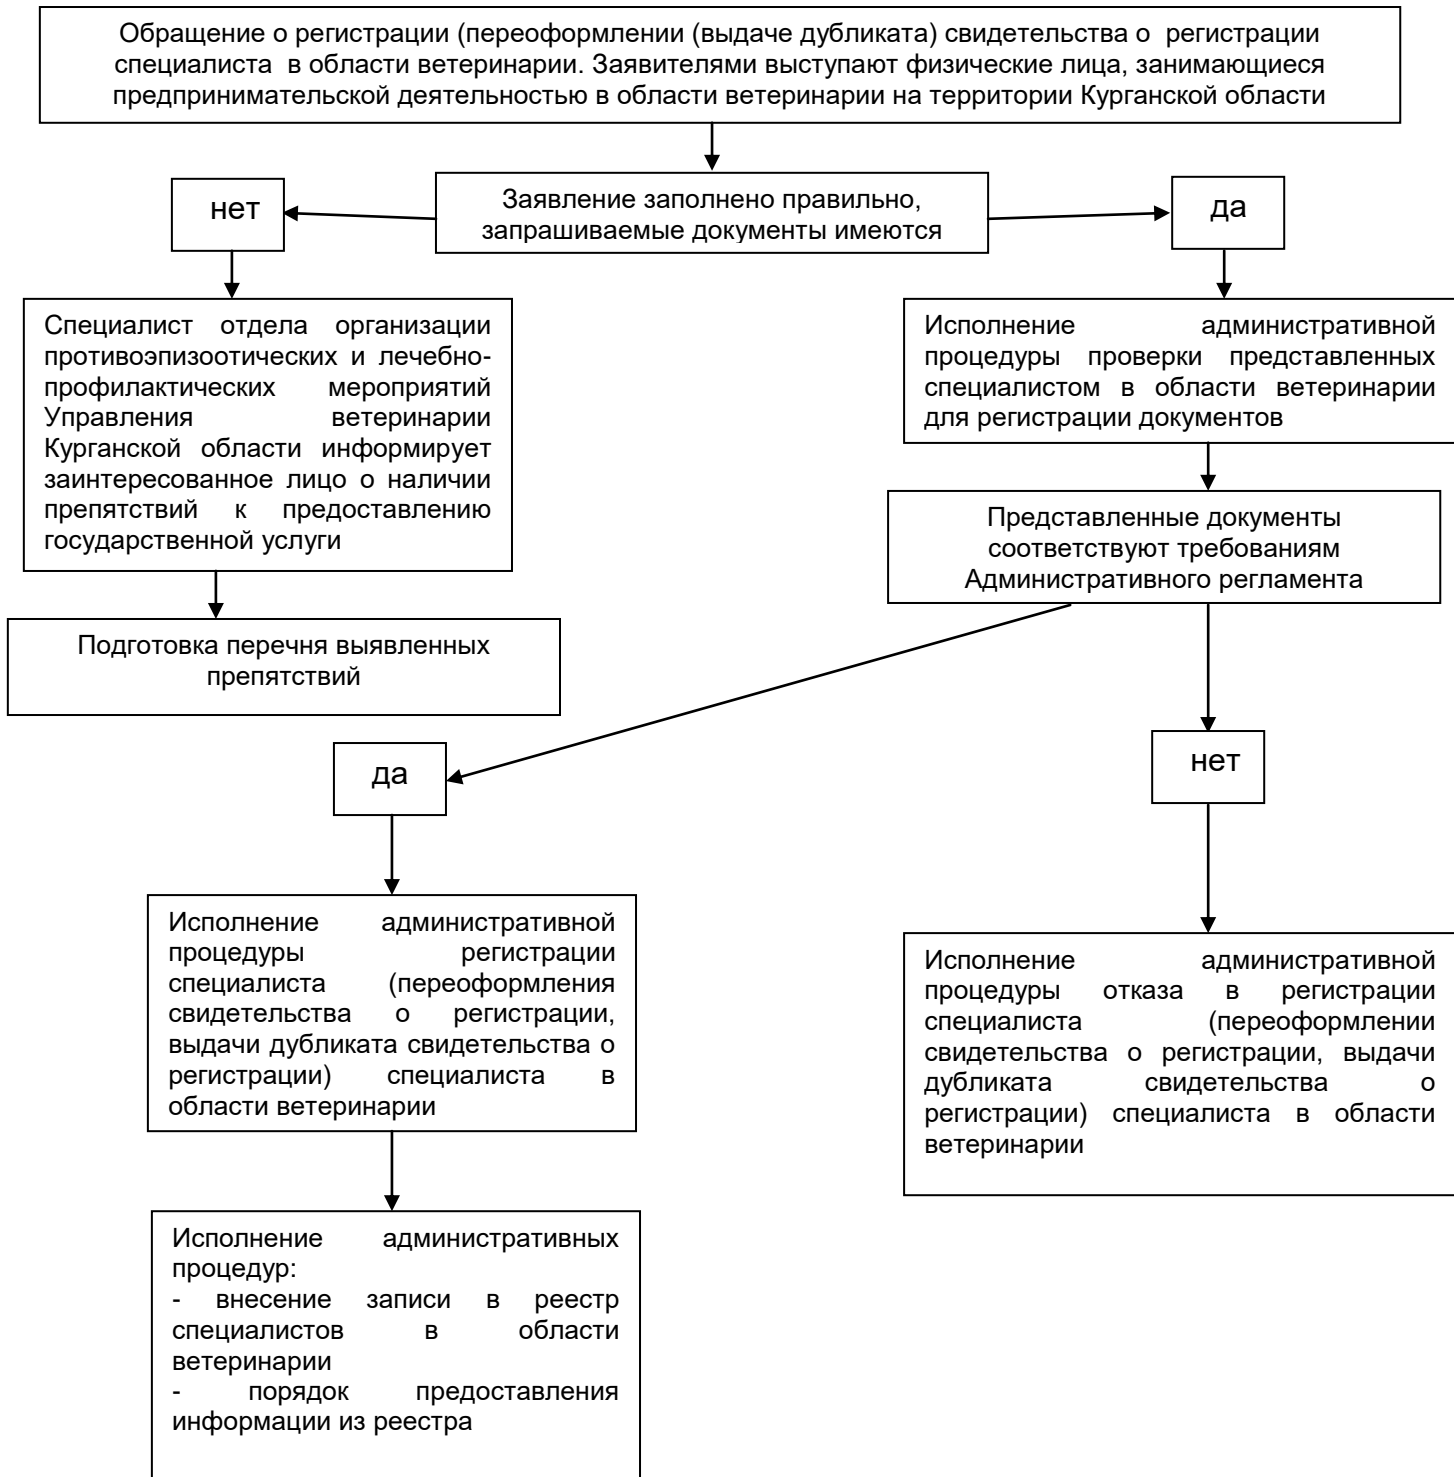 Обращение о регистрации (переоформлении (выдаче дубликата) свидетельства о регистрации
специалиста в области ветеринарии. Заявителями выступают физические лица, занимающиеся
предпринимательской деятельностью в области ветеринарии на территории Курганской области
нет
Заявление заполнено правильно,
запрашиваемые документы имеются
да
Специалист отдела организации
противоэпизоотических и лечебно-
профилактических мероприятий
Управления ветеринарии
Курганской области информирует
заинтересованное лицо о наличии
препятствий к предоставлению
государственной услуги
Исполнение административной
процедуры проверки представленных
специалистом в области ветеринарии
для регистрации документов
Представленные документы
соответствуют требованиям
Административного регламента
Подготовка перечня выявленных
препятствий
да
нет
Исполнение административной
процедуры регистрации
специалиста (переоформления
свидетельства о регистрации,
выдачи дубликата свидетельства о
регистрации) специалиста в
области ветеринарии
Исполнение административной
процедуры отказа в регистрации
специалиста (переоформлении
свидетельства о регистрации, выдачи
дубликата свидетельства о
регистрации) специалиста в области
ветеринарии
Исполнение административных
процедур:
- внесение записи в реестр
специалистов в области
ветеринарии
- порядок предоставления
информации из реестра